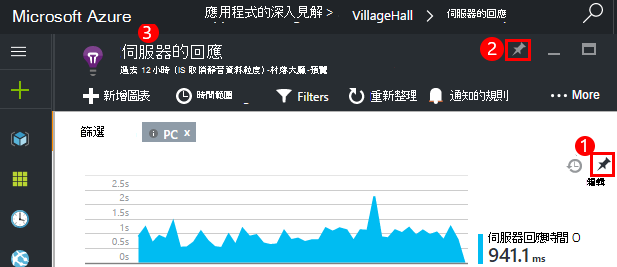 Microsoft Azure
應用程式的深入見解 > VillageHall > 伺服器的回應
3
伺服器的回應
2
過去 12 小時 (IS 取消靜音資料粒度) -村落大廳-預覽
新增圖表
時間範圍
Filters
重新整理
通知的規則
... More
篩選
PC x
1
編輯
2.5s
2s
1.5s
1s
0.5s
0s
伺服器回應時間 O
941.1 ms